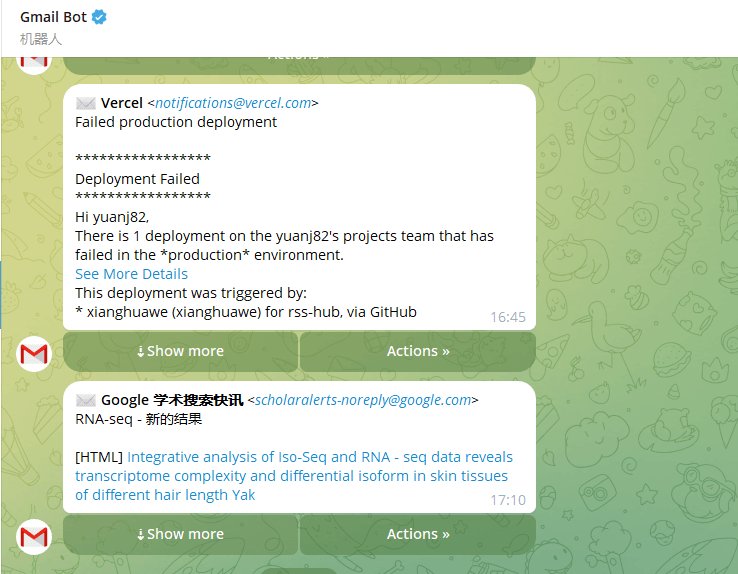 Gmail Bot
机器人
Actions »
Vercel <notifications@vercel.com>
Failed production deployment
*****************
Deployment Failed
*****************
Hi yuanj82,
There is 1 deployment on the yuanj82's projects team that has
failed in the *production* environment.
See More Details
This deployment was triggered by:
* xianghuawe (xianghuawe) for rss-hub, via GitHub
16:45
⇣Show more
Actions »
Google 学术搜索快讯 <scholaralerts-noreply@google.com>
RNA-seq - 新的结果
[HTML] Integrative analysis of Iso-Seq and RNA - seq data reveals
transcriptome complexity and differential isoform in skin tissues
of different hair length Yak
17:10
⇣Show more
Actions »